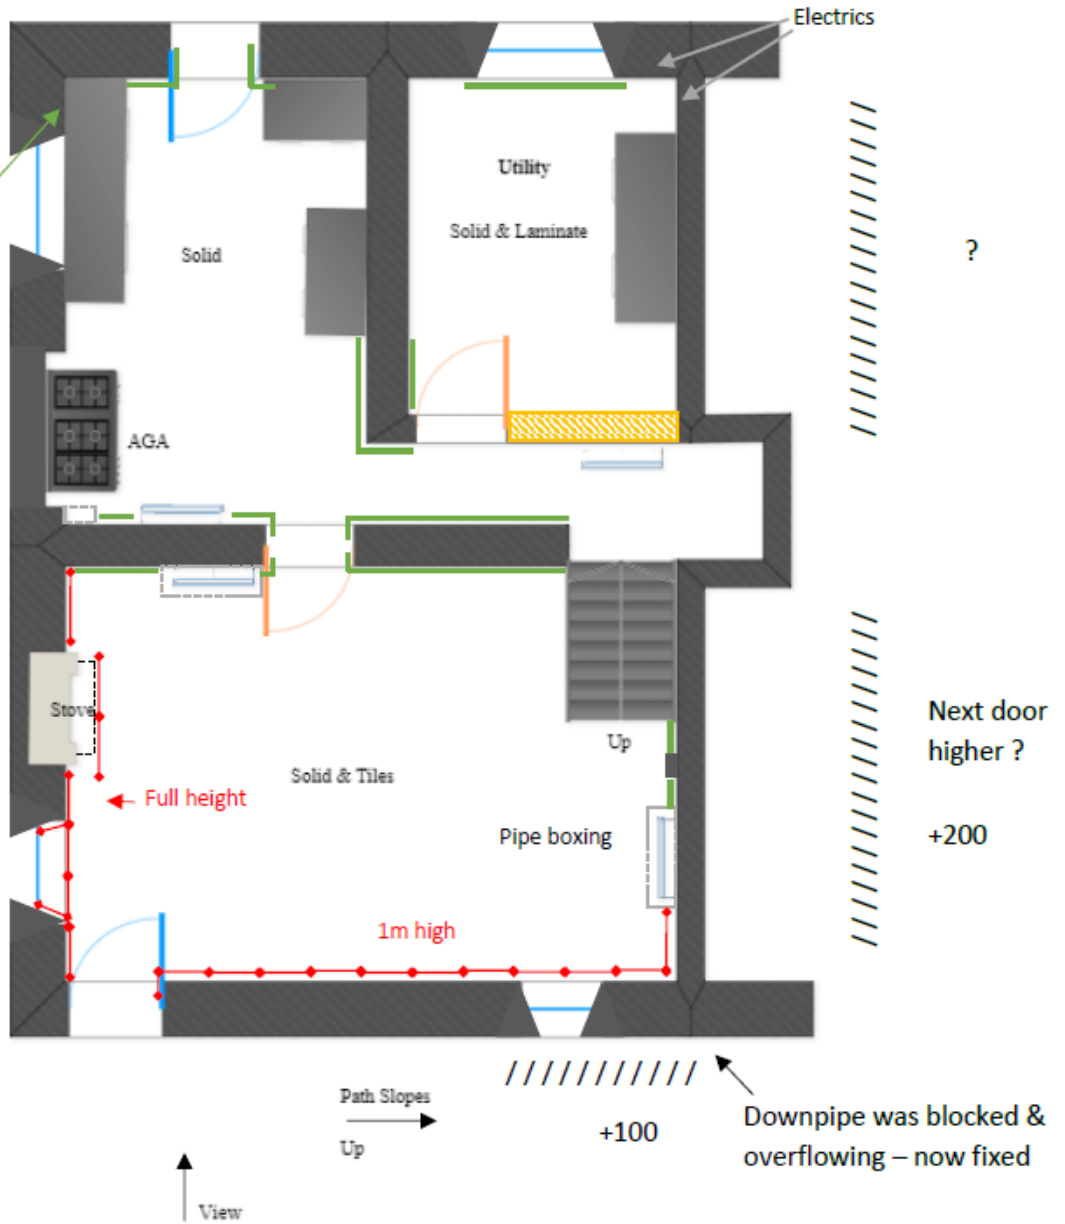 Electrics
Utility
Solid & Laminate
?
Solid
AGA
Stove
Next door
higher ?
Up
Solid & Tiles
Full height
Pipe boxing
+200
1m high
Path Slopes
Up
+100
Downpipe was blocked &
overflowing – now fixed
View